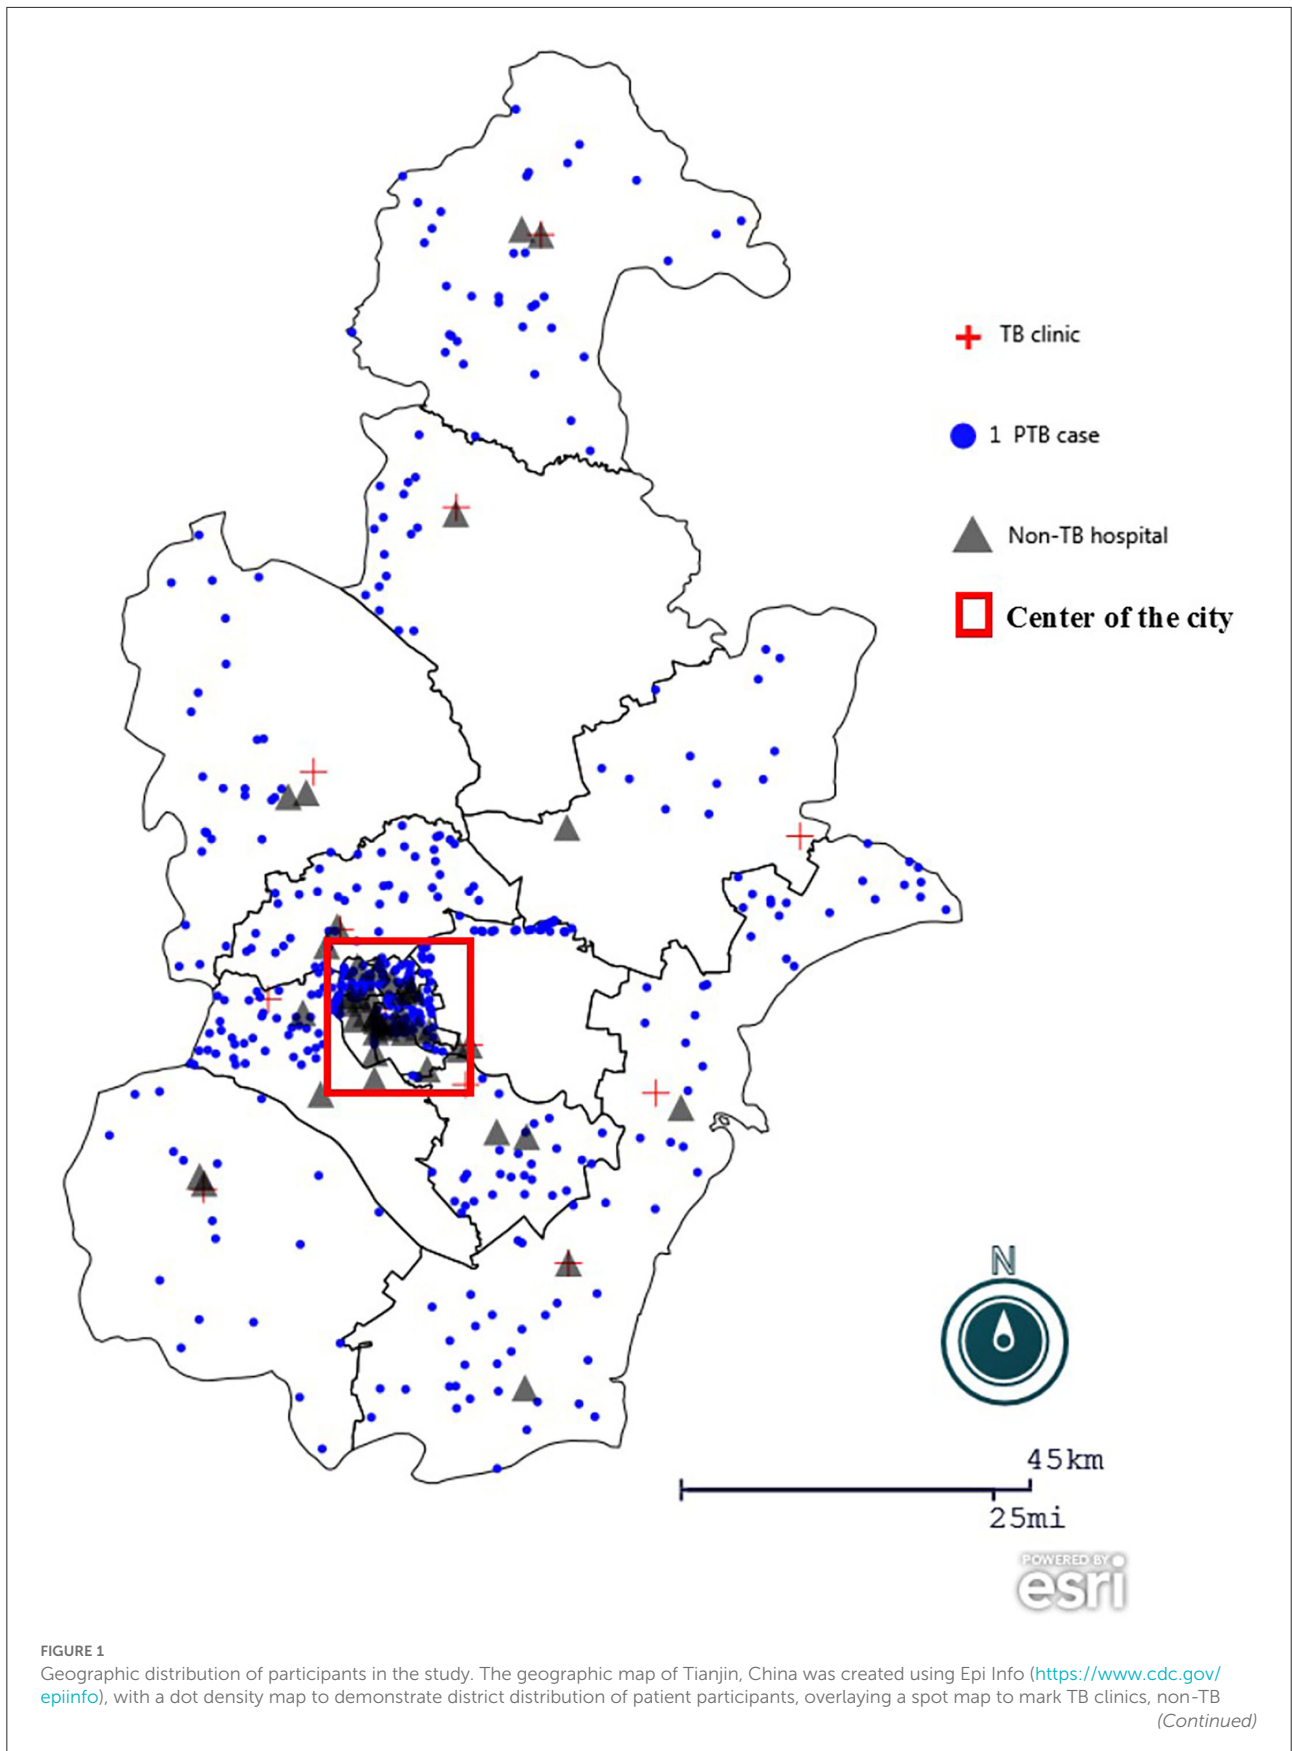 TB clinic
1 PTB case
Non-TB hospital
Center of the city
N
45km
25mi
POWERED BY
esri
FIGURE 1
Geographic distribution of participants in the study. The geographic map of Tianjin, China was created using Epi Info (https://www.cdc.gov/
epiinfo), with a dot density map to demonstrate district distribution of patient participants, overlaying a spot map to mark TB clinics, non-TB
(Continued)